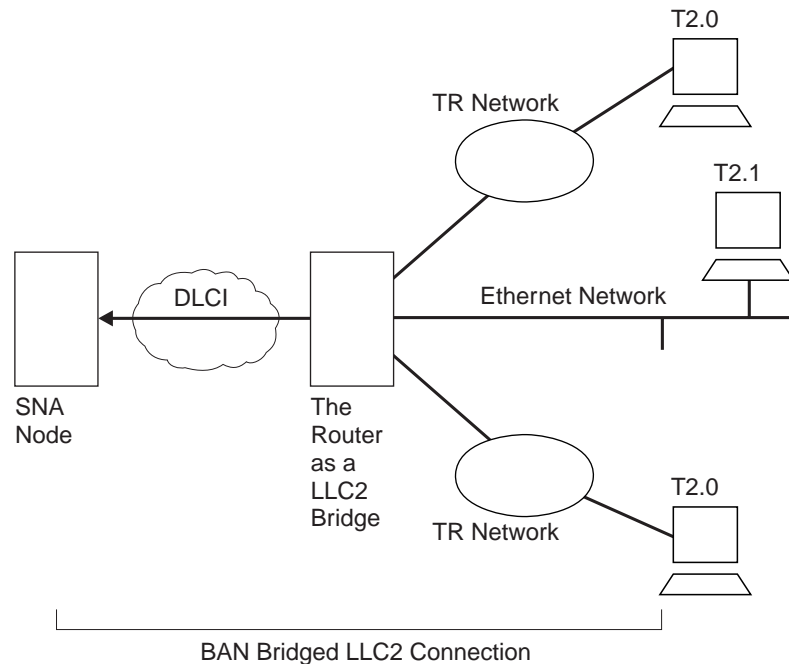 T2.0
TR Network
T2.1
DLCI
Ethernet Network
SNA
Node
The
Router
as a
LLC2
Bridge
T2.0
TR Network
BAN Bridged LLC2 Connection